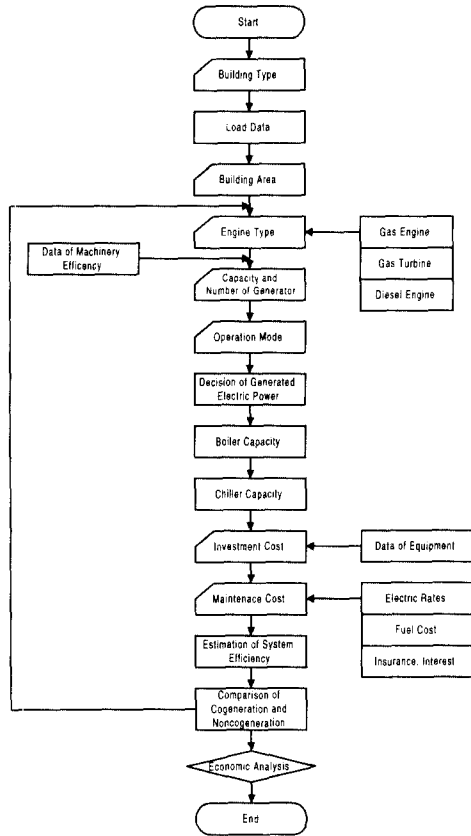 Start
Building Type
Load Data
Building Area
Engine Type
Gas Engine
Data of Machinery
Efficency
Gas Turbine
Capacity and
Number of Generator
Diesel Engine
Operation Mode
Decision of Generated
Electric Power
Boiler Capacity
Chiller Capacity
Investment Cost
Data of Equipment
Maintenace Cost
Electric Rates
Fuel Cost
Estimation of System
Efficiency
Insurance, Interest
Comparison of
Cogeneration and
Noncogeneration
Economic Analysis
End